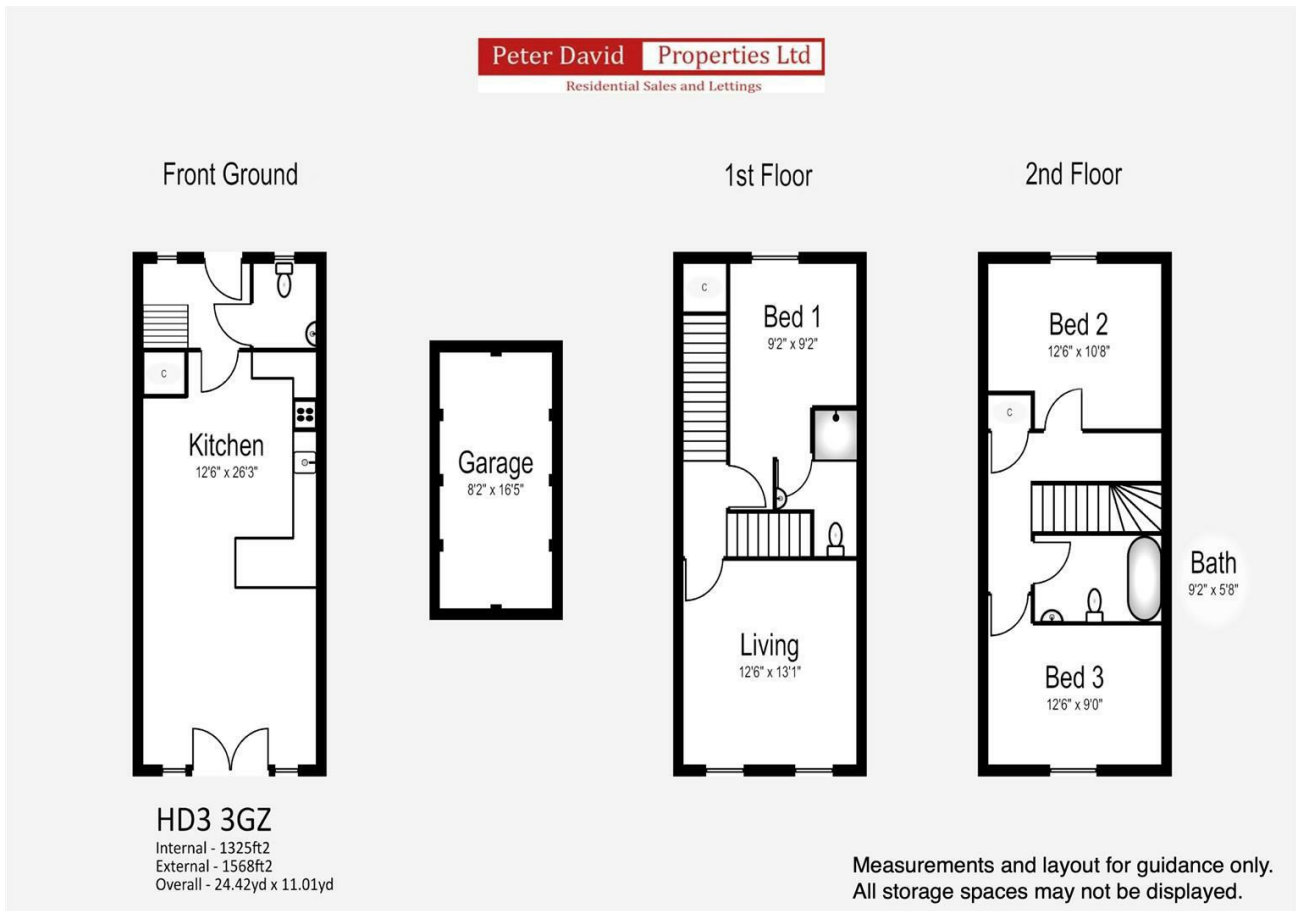 Peter David Properties Ltd
Residential Sales and Lettings
Front Ground
1st Floor
2nd Floor
C
Kitchen
12'6" x 26'3"
Garage
8'2" x 16'5"
C
Bed 1
9'2" x 9'2"
Living
12'6" x 13'1"
Bed 2
12'6" x 10'8"
C
Bath
9'2" x 5'8"
Bed 3
12'6" x 9'0"
HD3 3GZ
Internal - 1325ft2
External - 1568ft2
Overall - 24.42yd x 11.01yd
Measurements and layout for guidance only.
All storage spaces may not be displayed.